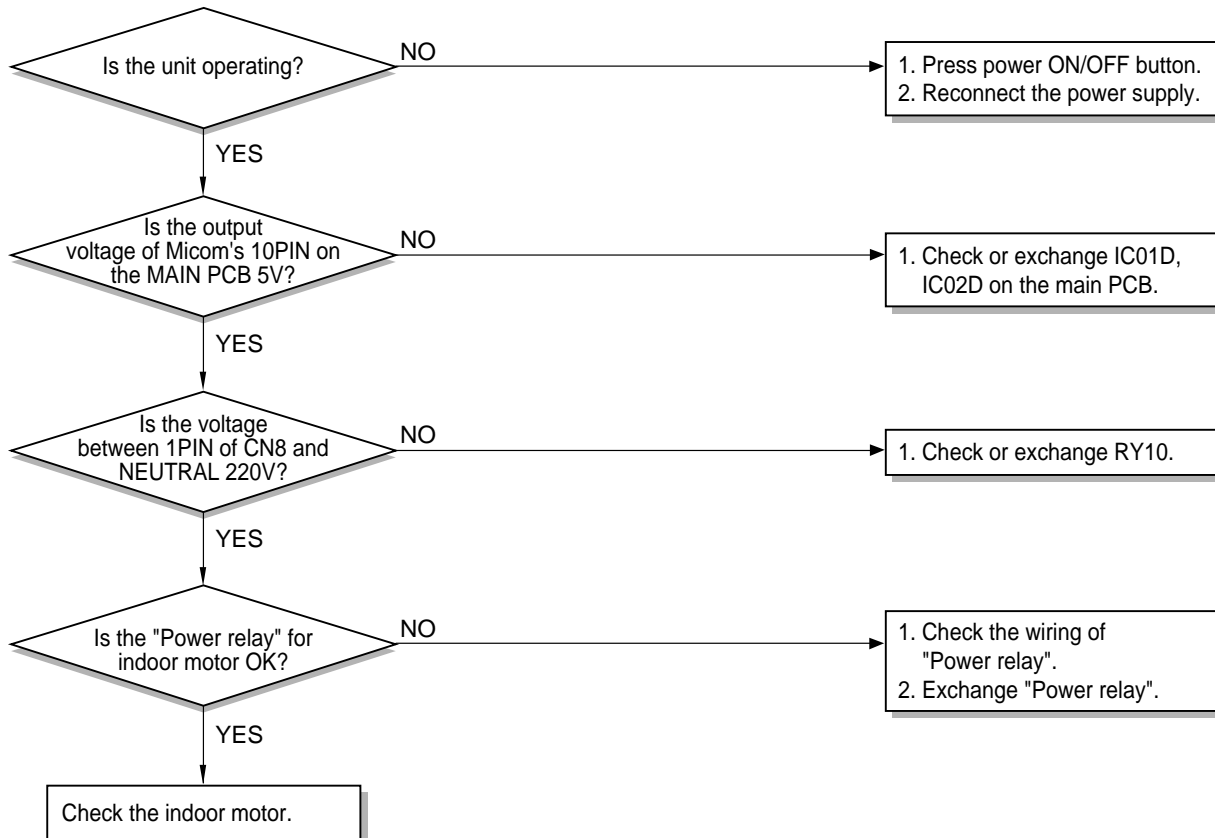 Is the unit operating?
NO
1. Press power ON/OFF button.
2. Reconnect the power supply.
YES
Is the output
voltage of Micom's 10PIN on
the MAIN PCB 5V?
NO
1. Check or exchange IC01D,
IC02D on the main PCB.
YES
Is the voltage
between 1PIN of CN8 and
NEUTRAL 220V?
NO
1. Check or exchange RY10.
YES
Is the "Power relay" for
indoor motor OK?
NO
1. Check the wiring of
"Power relay".
2. Exchange "Power relay".
YES
Check the indoor motor.